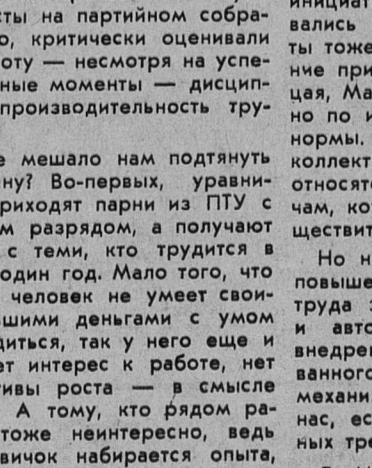 сты на партийном собра-
о, критически оценивали
оту — несмотря на успе-
ные моменты — дисцип-
производительность тру-
е мешало нам подтянуть
ну? Во-первых, уравни-
риходят парни из ПТУ с
м разрядом, а получают
с теми, кто трудится в
один год. Мало того, что
человек не умеет свои-
шими деньгами с умом
диться, так у него еще и
ет интерес к работе, нет
тивы роста — в смысле
А тому, кто рядом ра-
тоже неинтересно, ведь
вичок набирается опыта,
инициат
вались
ты тоже
ние при
цая, Ма
но по и
нормы.
коллект
относятс
чам, ко
ществит
Но н
повыше
труда з
и авто
внедрен
ванного
механи
нас, ес
ных тре